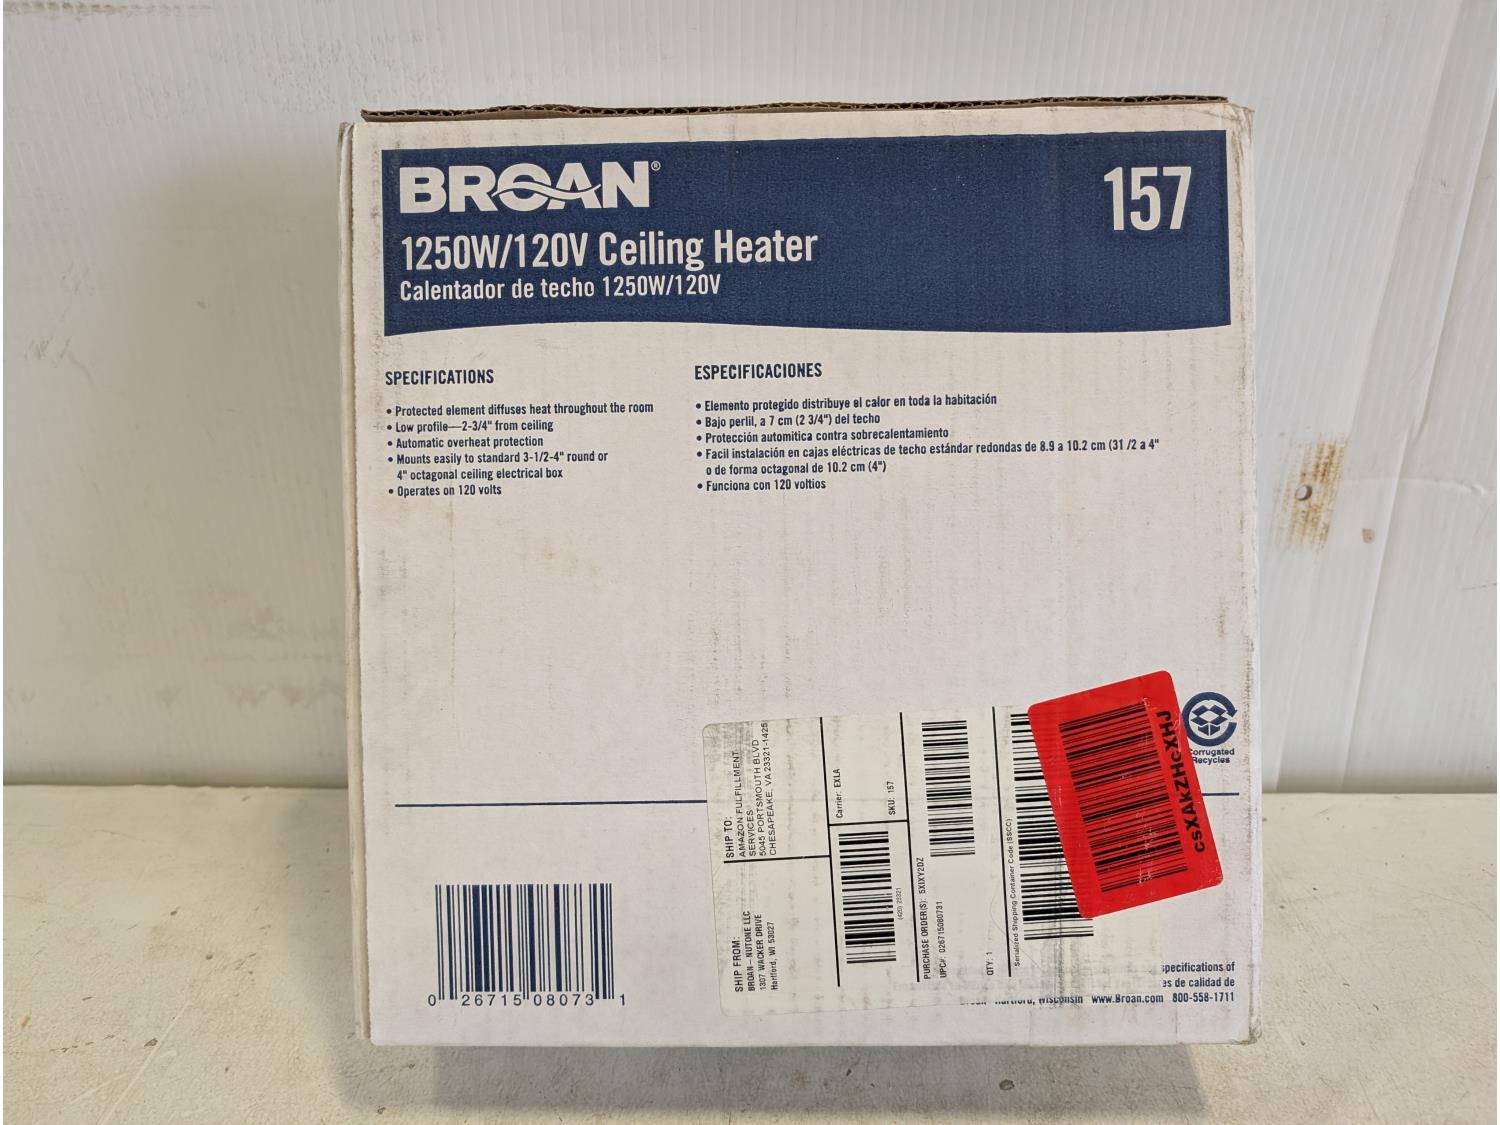 BROAN®
157
1250W/120V Ceiling Heater
Calentador de techo 1250W/120V
SPECIFICATIONS
• Protected element diffuses heat throughout the room
• Low profile—2-3/4" from ceiling
• Automatic overheat protection
• Mounts easily to standard 3-1/2-4" round or
4" octagonal ceiling electrical box
• Operates on 120 volts
ESPECIFICACIONES
• Elemento protegido distribuye el calor en toda la habitación
• Bajo perlil, a 7 cm (2 3/4") del techo
• Protección automitica contra sobrecalentamiento
• Facil instalación en cajas eléctricas de techo estándar redondas de 8.9 a 10.2 cm (31 /2 a 4"
o de forma octagonal de 10.2 cm (4")
• Funciona con 120 voltios
SHIP TO:
AMAZON FULFILLMENT
SERVICES
5045 PORTSMOUTH BLVD
CHESAPEAKE, VA 23321-1425
SHIP FROM:
BROAN - NUTONE LLC
1307 WACKER DRIVE
Hartford, WI 53027
Carrier: EXLA
SKU: 157
(420) 23321
PURCHASE ORDER(S): 5XIXY2DZ
UPC#: 026715080731
QTY: 1
Serialized Shipping Container Code (SSCC)
csXAkZHcXHJ
Corrugated
Recycles
0 26715 08073 1
specifications of
es de calidad de
Hartford, Wisconsin www.Broan.com 800-558-1711